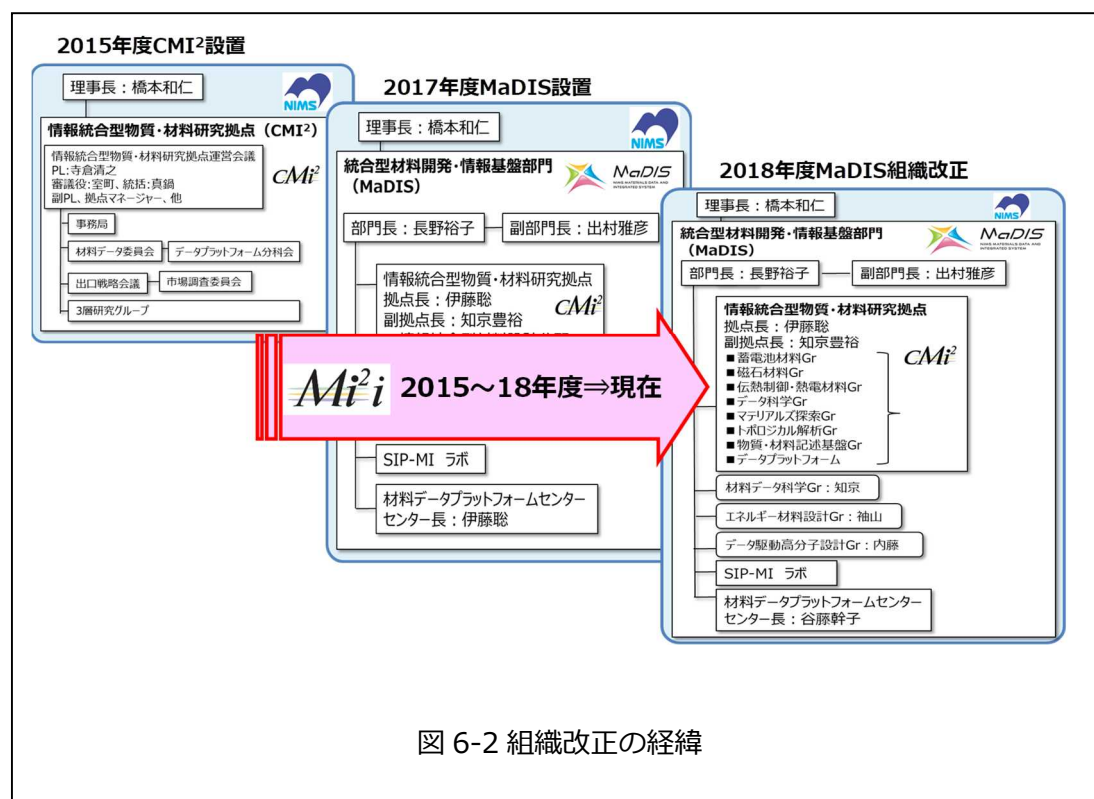 2015年度CMI²設置
理事長：橋本和仁
NIMS
情報統合型物質・材料研究拠点（CMI²）
情報統合型物質・材料研究拠点運営会議
PL:寺倉清之
審議役:室町、統括:真鍋
副PL、拠点マネージャー、他
CMi²
事務局
材料データ委員会
データプラットフォーム分科会
出口戦略会議
市場調査委員会
3層研究グループ
2017年度MaDIS設置
理事長：橋本和仁
NIMS
統合型材料開発・情報基盤部門
（MaDIS）
MaDIS
部門長：長野裕子
副部門長：出村雅彦
情報統合型物質・材料研究拠点
拠点長：伊藤聡
副拠点長：知京豊裕
CMi²
SIP-MI ラボ
材料データプラットフォームセンター
センター長：伊藤聡
Mi²i 2015～18年度⇒現在
2018年度MaDIS組織改正
理事長：橋本和仁
NIMS
統合型材料開発・情報基盤部門
(MaDIS)
MaDIS
NIMS MATERIALS DATA AND
INTEGRATED SYSTEM
部門長：長野裕子
副部門長：出村雅彦
情報統合型物質・材料研究拠点
拠点長：伊藤聡
副拠点長：知京豊裕
■蓄電池材料Gr
■磁石材料Gr
■伝熱制御・熱電材料Gr
■データ科学Gr
■マテリアルズ探索Gr
■トポロジカル解析Gr
■物質・材料記述基盤Gr
■データプラットフォーム
CMi²
材料データ科学Gr：知京
エネルギー材料設計Gr：袖山
データ駆動高分子設計Gr：内藤
SIP-MI ラボ
材料データプラットフォームセンター
センター長：谷藤幹子
図 6-2 組織改正の経緯